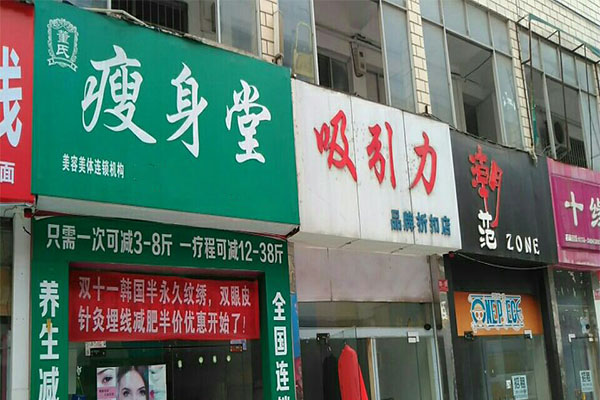 线
面
董氏
瘦身堂
美容美体连锁机构
只需一次可减3-8斤 一疗程可减12-38斤
双十一韩国半永久纹绣，双眼皮
针灸埋线减肥半价优惠开始了！
养生减
全国连锁
吸引力
品牌折扣店
潮
范 ZONE
十线